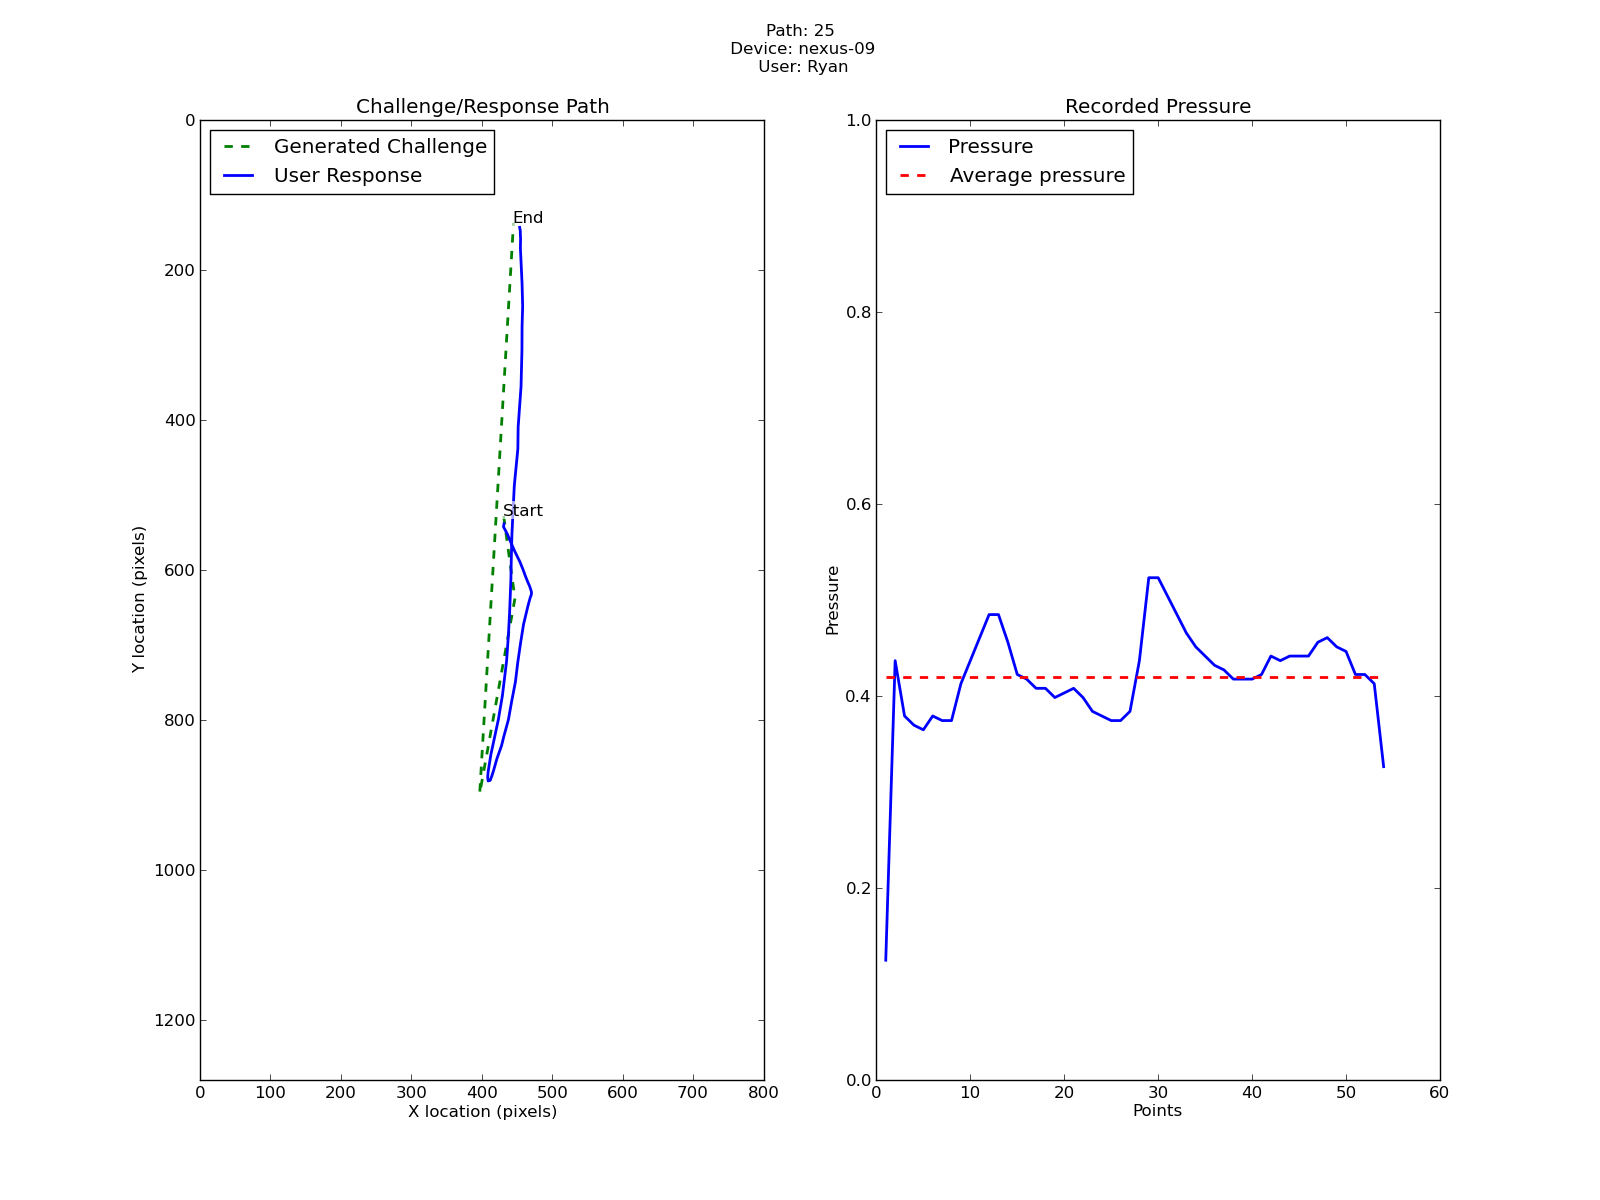 Path: 25
Device: nexus-09
User: Ryan
Challenge/Response Path
Generated Challenge
User Response
End
Start
0
200
400
600
800
1000
1200
Y location (pixels)
0 100 200 300 400 500 600 700 800
X location (pixels)
Recorded Pressure
Pressure
Average pressure
1.0
0.8
0.6
0.4
0.2
0.0
Pressure
0 10 20 30 40 50 60
Points